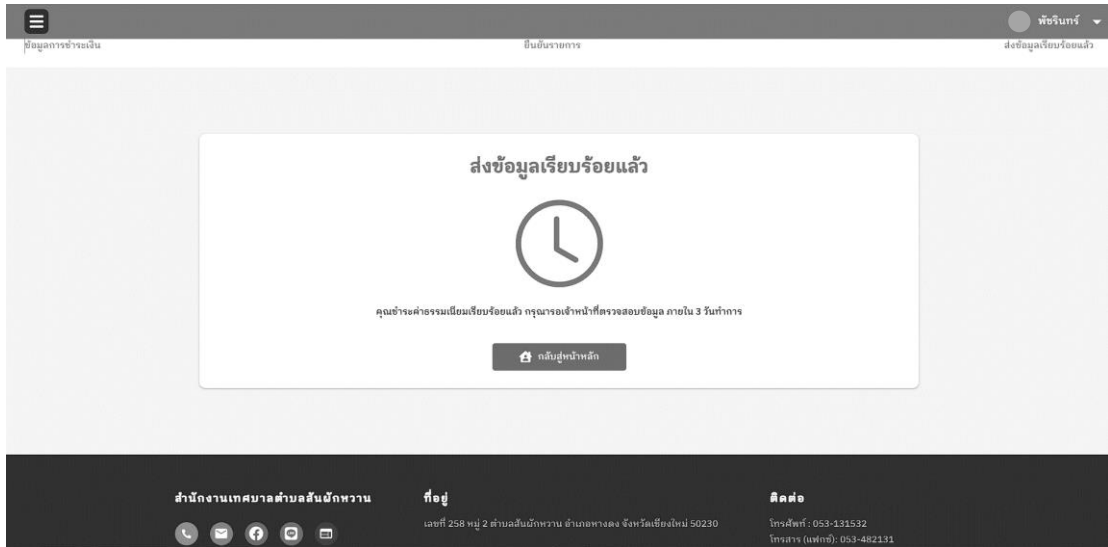 พัชรินทร์
ข้อมูลการชำระเงิน
ยืนยันรายการ
ส่งข้อมูลเรียบร้อยแล้ว
ส่งข้อมูลเรียบร้อยแล้ว
คุณชำระค่าธรรมเนียมเรียบร้อยแล้ว กรุณารอเจ้าหน้าที่ตรวจสอบข้อมูล ภายใน 3 วันทำการ
กลับสู่หน้าหลัก
สำนักงานเทศบาลตำบลสันผักหวาน
ที่อยู่
เลขที่ 258 หมู่ 2 ตำบลสันผักหวาน อำเภอหางดง จังหวัดเชียงใหม่ 50230
ติดต่อ
โทรศัพท์ : 053-131532
โทรสาร (แฟกซ์): 053-482131